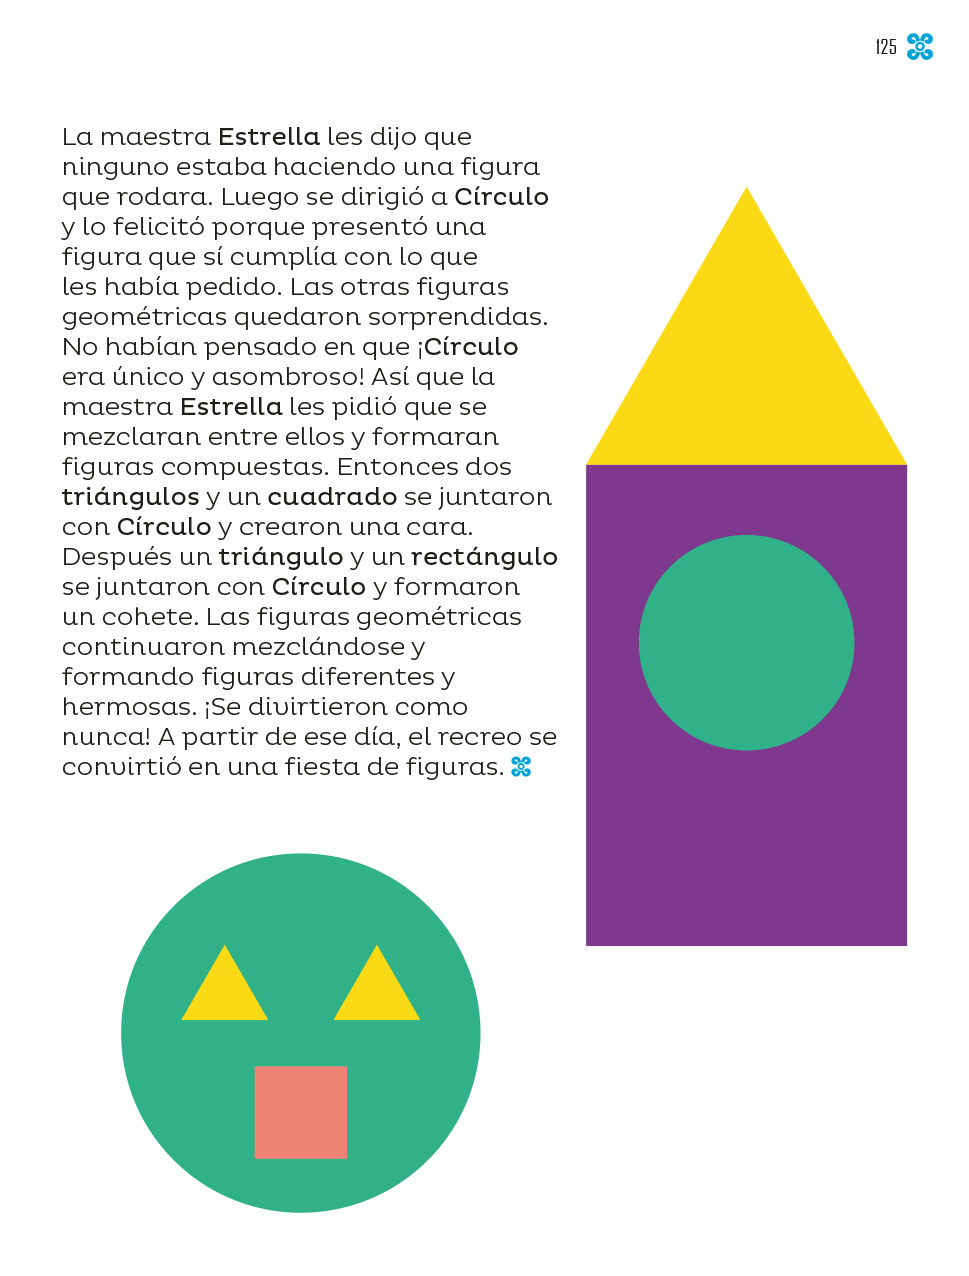 125
La maestra Estrella les dijo que
ninguno estaba haciendo una figura
que rodara. Luego se dirigió a Círculo
y lo felicitó porque presentó una
figura que sí cumplía con lo que
les había pedido. Las otras figuras
geométricas quedaron sorprendidas.
No habían pensado en que ¡Círculo
era único y asombroso! Así que la
maestra Estrella les pidió que se
mezclaran entre ellos y formaran
figuras compuestas. Entonces dos
triángulos y un cuadrado se juntaron
con Círculo y crearon una cara.
Después un triángulo y un rectángulo
se juntaron con Círculo y formaron
un cohete. Las figuras geométricas
continuaron mezclándose y
formando figuras diferentes y
hermosas. ¡Se divirtieron como
nunca! A partir de ese día, el recreo se
convirtió en una fiesta de figuras.